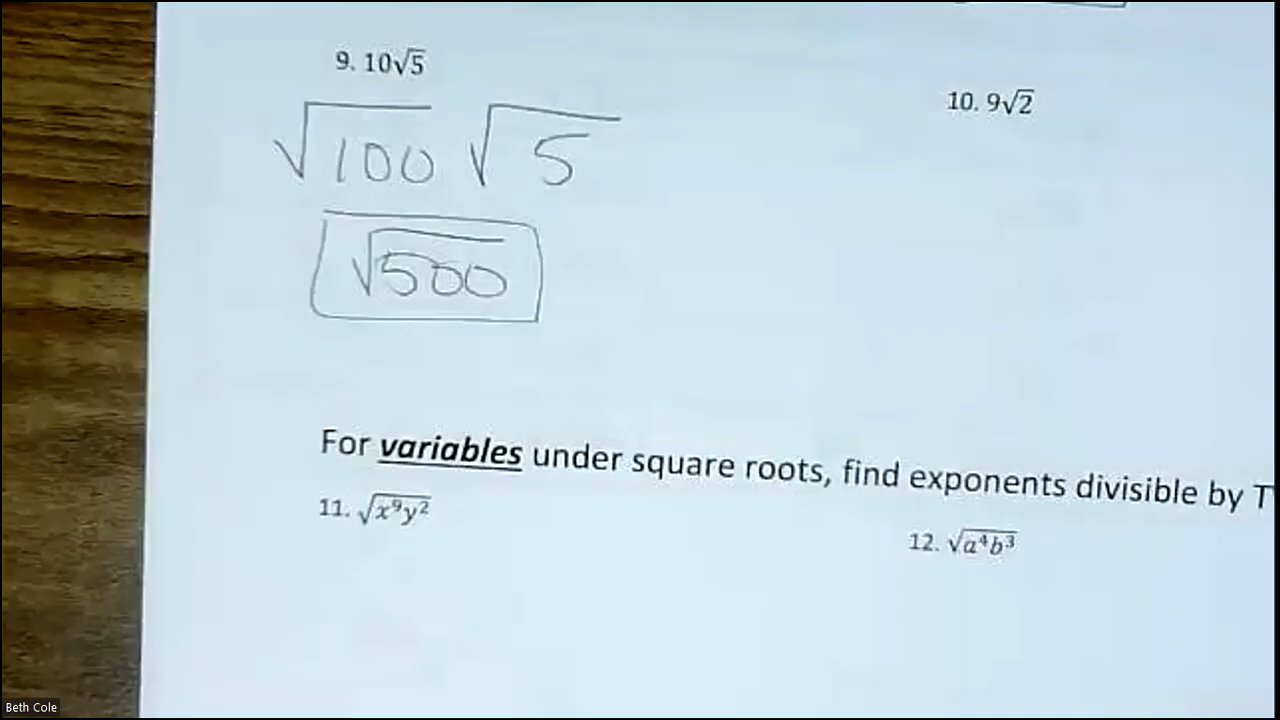 9. 10√5
10. 9√2
√100 √5
√500
For variables under square roots, find exponents divisible by T
11. √x⁹y²
12. √a⁴b³
Beth Cole